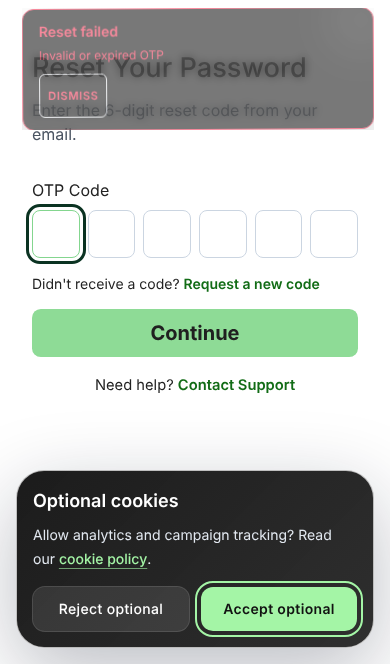 Reset failed
Invalid or expired OTP
Reset Your Password
DISMISS
Enter the 6-digit reset code from your
email.
OTP Code
Didn't receive a code? Request a new code
Continue
Need help? Contact Support
Optional cookies
Allow analytics and campaign tracking? Read
our cookie policy.
Reject optional
Accept optional